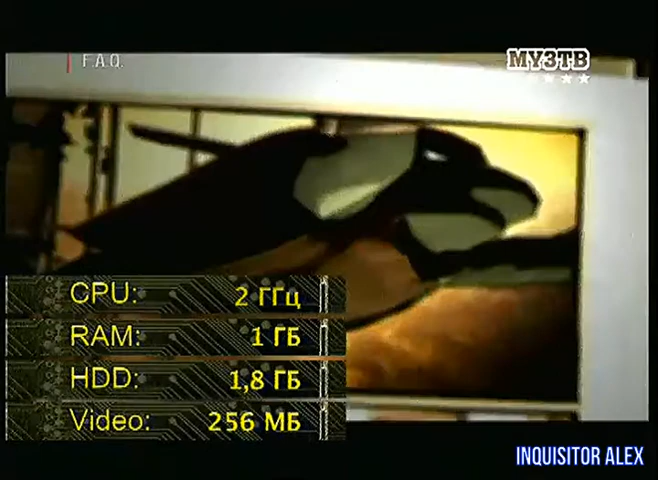 F.A.Q.
МУЗТВ
CPU: 2 ГГц
RAM: 1 ГБ
HDD: 1,8 ГБ
Video: 256 МБ
INQUISITOR ALEX